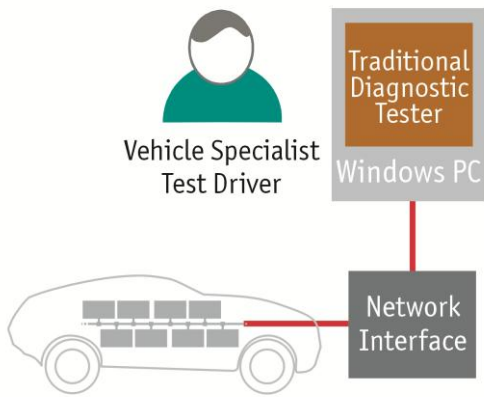 Traditional
Diagnostic
Tester
Windows PC
Vehicle Specialist
Test Driver
Network
Interface